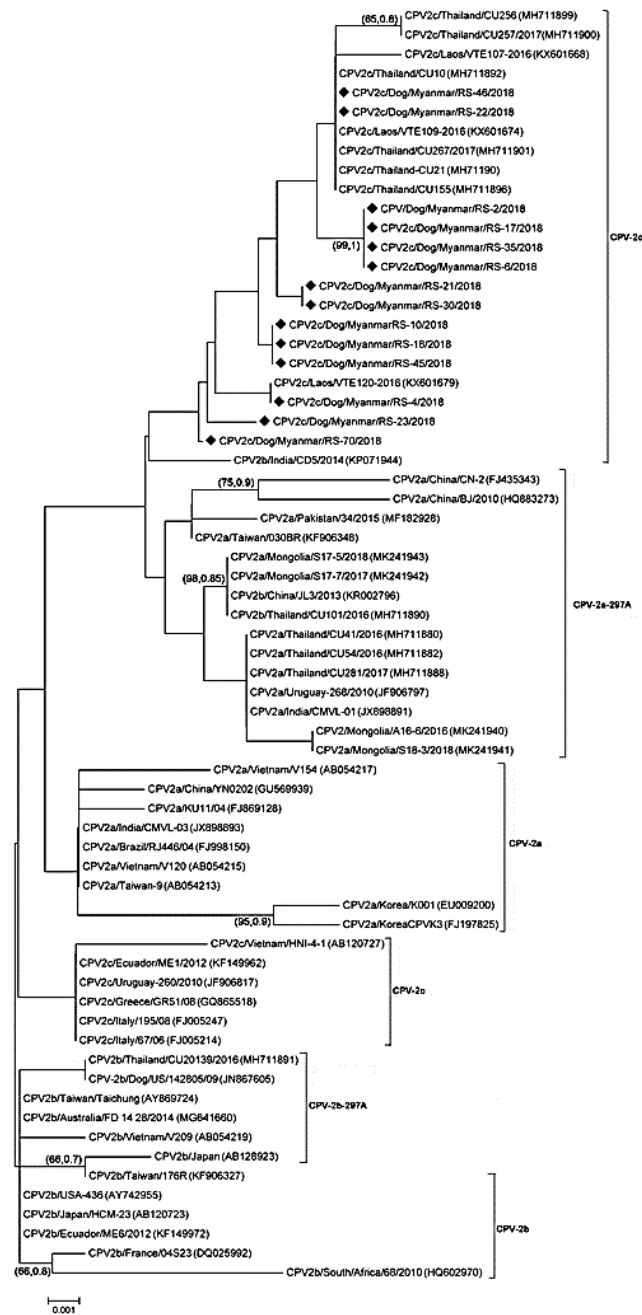 (65,0.6)
CPV2c/Thailand/CU256 (MH711899)
CPV2c/Thailand/CU257/2017 (MH711900)
CPV2c/Laos/VTE107-2016 (KX601668)
CPV2c/Thailand/CU10 (MH711892)
CPV2c/Dog/Myanmar/RS-46/2018
CPV2c/Dog/Myanmar/RS-22/2018
CPV2c/Laos/VTE109-2016 (KX601674)
CPV2c/Thailand/CU267/2017 (MH711901)
CPV2c/Thailand-CU21 (MH71190)
CPV2c/Thailand/CU155 (MH711896)
CPV/Dog/Myanmar/RS-2/2018
CPV2c/Dog/Myanmar/RS-17/2018
CPV2c/Dog/Myanmar/RS-35/2018
(99,1)
CPV2c/Dog/Myanmar/RS-6/2018
CPV-2c
CPV2c/Dog/Myanmar/RS-21/2018
CPV2c/Dog/Myanmar/RS-30/2018
CPV2c/Dog/MyanmarRS-10/2018
CPV2c/Dog/Myanmar/RS-18/2018
CPV2c/Dog/Myanmar/RS-45/2018
CPV2c/Laos/VTE120-2016 (KX601679)
CPV2c/Dog/Myanmar/RS-4/2018
CPV2c/Dog/Myanmar/RS-23/2018
CPV2c/Dog/Myanmar/RS-70/2018
CPV2b/India/CD5/2014 (KP071944)
(75,0.9)
CPV2a/China/CN-2 (FJ435343)
CPV2a/China/BJ/2010 (HQ883273)
CPV2a/Pakistan/34/2015 (MF182928)
CPV2a/Taiwan/030BR (KF906348)
CPV2a/Mongolia/S17-5/2018 (MK241943)
(98,0.85)
CPV2a/Mongolia/S17-7/2017 (MK241942)
CPV2b/China/JL3/2013 (KR002796)
CPV2b/Thailand/CU101/2016 (MH711890)
CPV-2a-297A
CPV2a/Thailand/CU41/2016 (MH711880)
CPV2a/Thailand/CU54/2016 (MH711882)
CPV2a/Thailand/CU281/2017 (MH711888)
CPV2a/Uruguay-268/2010 (JF906797)
CPV2a/India/CMVL-01 (JX898891)
CPV2/Mongolia/A16-6/2016 (MK241940)
CPV2a/Mongolia/S18-3/2018 (MK241941)
CPV2a/Vietnam/V154 (AB054217)
CPV2a/China/YN0202 (GU569939)
CPV2a/KU11/04 (FJ869128)
CPV2a/India/CMVL-03 (JX898893)
CPV2a/Brazil/RJ446/04 (FJ998150)
CPV-2a
CPV2a/Vietnam/V120 (AB054215)
CPV2a/Taiwan-9 (AB054213)
CPV2a/Korea/K001 (EU009200)
(95,0.9)
CPV2a/KoreaCPVK3 (FJ197825)
CPV2c/Vietnam/HNI-4-1 (AB120727)
CPV2c/Ecuador/ME1/2012 (KF149962)
CPV2c/Uruguay-260/2010 (JF906817)
CPV-2c
CPV2c/Greece/GR51/08 (GQ865518)
CPV2c/Italy/195/08 (FJ005247)
CPV2c/Italy/67/06 (FJ005214)
CPV2b/Thailand/CU20139/2016 (MH711891)
CPV-2b/Dog/US/142805/09 (JN867605)
CPV2b/Taiwan/Taichung (AY869724)
CPV-2b-297A
CPV2b/Australia/FD 14 28/2014 (MG641660)
CPV2b/Vietnam/V209 (AB054219)
(66,0.7)
CPV2b/Japan (AB128923)
CPV2b/Taiwan/176R (KF906327)
CPV2b/USA-436 (AY742955)
CPV2b/Japan/HCM-23 (AB120723)
CPV2b/Ecuador/ME6/2012 (KF149972)
CPV-2b
CPV2b/France/04S23 (DQ025992)
(66,0.8)
CPV2b/South/Africa/68/2010 (HQ602970)
0.001